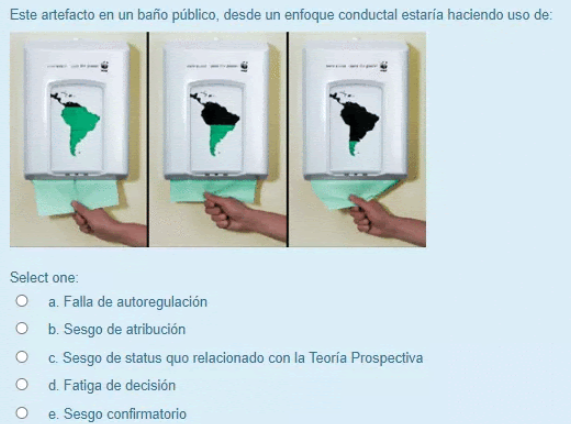 Este artefacto en un baño público, desde un enfoque conductal estaría haciendo uso de:
Select one:
a. Falla de autoregulación
b. Sesgo de atribución
c. Sesgo de status quo relacionado con la Teoría Prospectiva
d. Fatiga de decisión
e. Sesgo confirmatorio